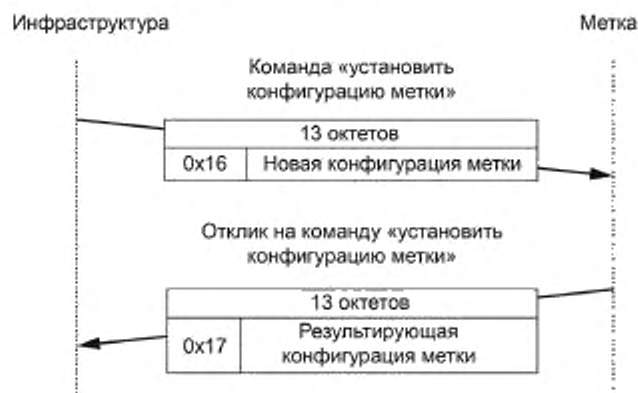 Инфраструктура Метка
Команда «установить
конфигурацию метки»
13 октетов
0x16 Новая конфигурация метки
Отклик на команду «установить
конфигурацию метки»
13 октетов
0x17 Результирующая
конфигурация метки